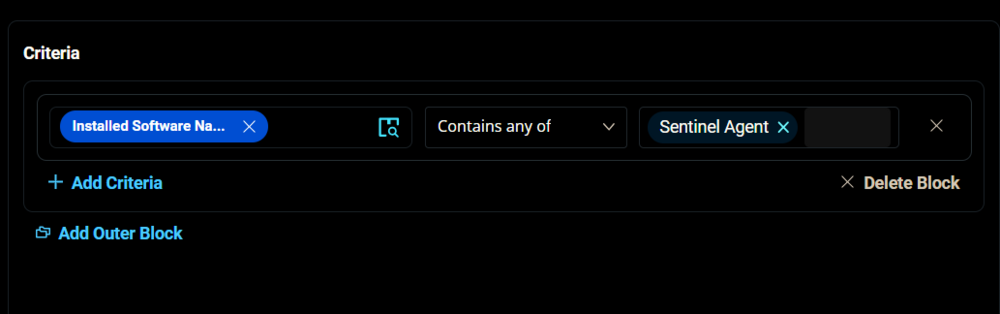 Criteria
Installed Software Na... Contains any of Sentinel Agent
Add Criteria Delete Block
Add Outer Block